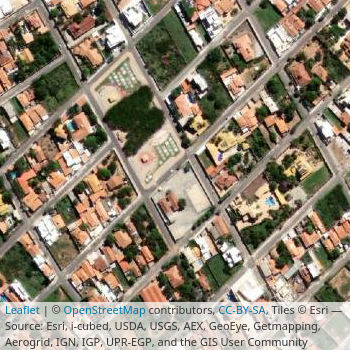 Leaflet | © OpenStreetMap contributors, CC-BY-SA, Tiles © Esri —
Source: Esri, i-cubed, USDA, USGS, AEX, GeoEye, Getmapping,
Aerogrid, IGN, IGP, UPR-EGP, and the GIS User Community